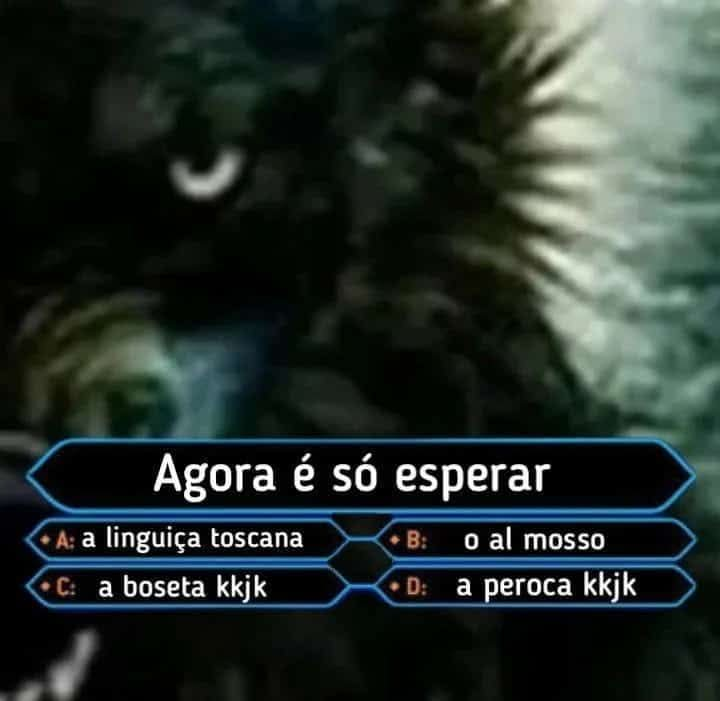 Agora é só esperar
A: a linguiça toscana
B: o al mosso
C: a boseta kkjk
D: a peroca kkjk